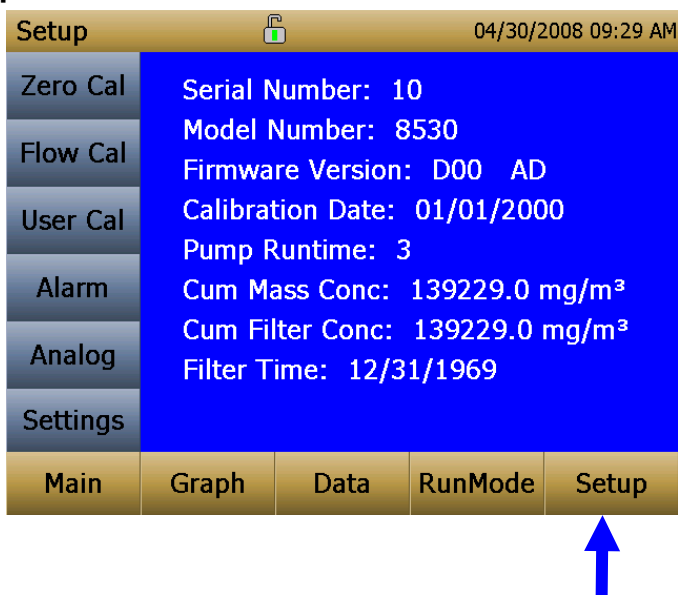 Setup 04/30/2008 09:29 AM
Zero Cal
Flow Cal
User Cal
Alarm
Analog
Settings
Serial Number: 10
Model Number: 8530
Firmware Version: D00 AD
Calibration Date: 01/01/2000
Pump Runtime: 3
Cum Mass Conc: 139229.0 mg/m³
Cum Filter Conc: 139229.0 mg/m³
Filter Time: 12/31/1969
Main Graph Data RunMode Setup